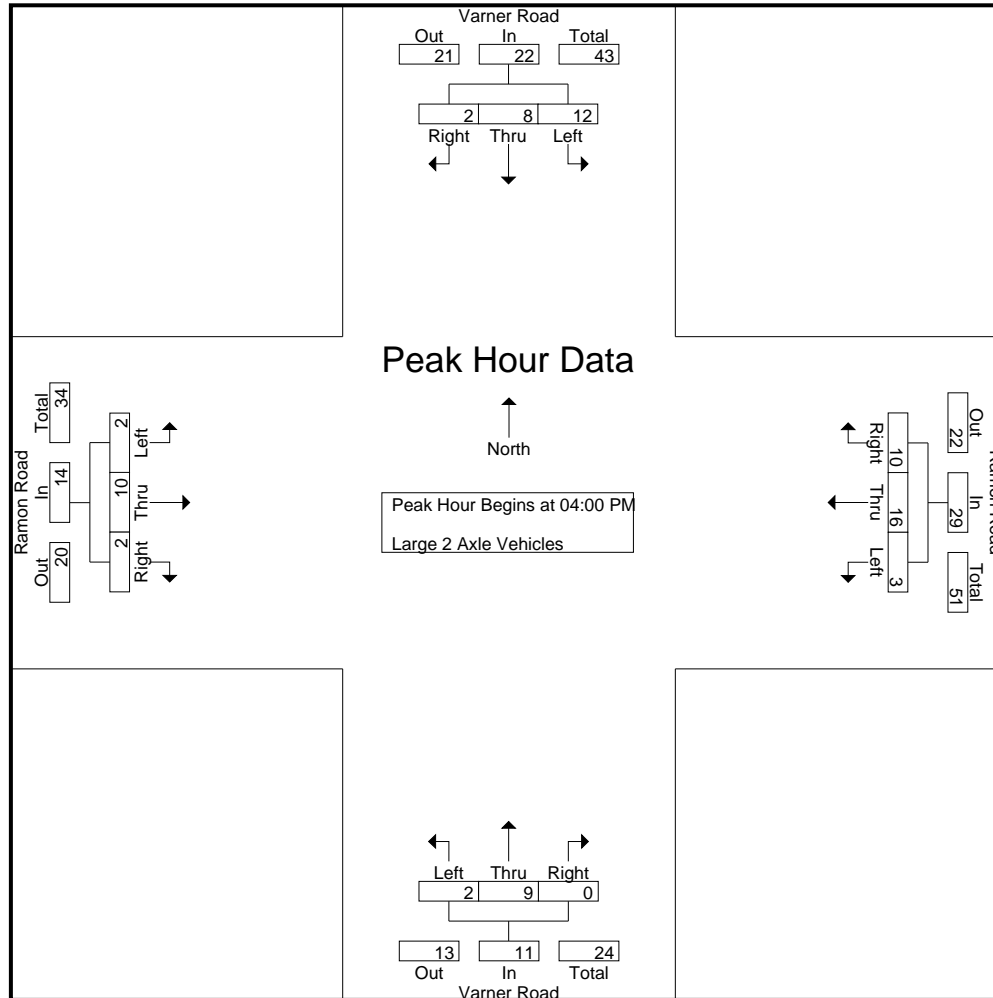 Varner Road
Out In Total
21 22 43
2 8 12
Right Thru Left
Peak Hour Data
North
Peak Hour Begins at 04:00 PM
Large 2 Axle Vehicles
Ramon Road
Total In Out
34 14 20
2 10 2
Left Thru Right
Ramon Road
Out In Total
22 29 51
10 16 3
Right Thru Left
Left Thru Right
2 9 0
13 11 24
Out In Total
Varner Road